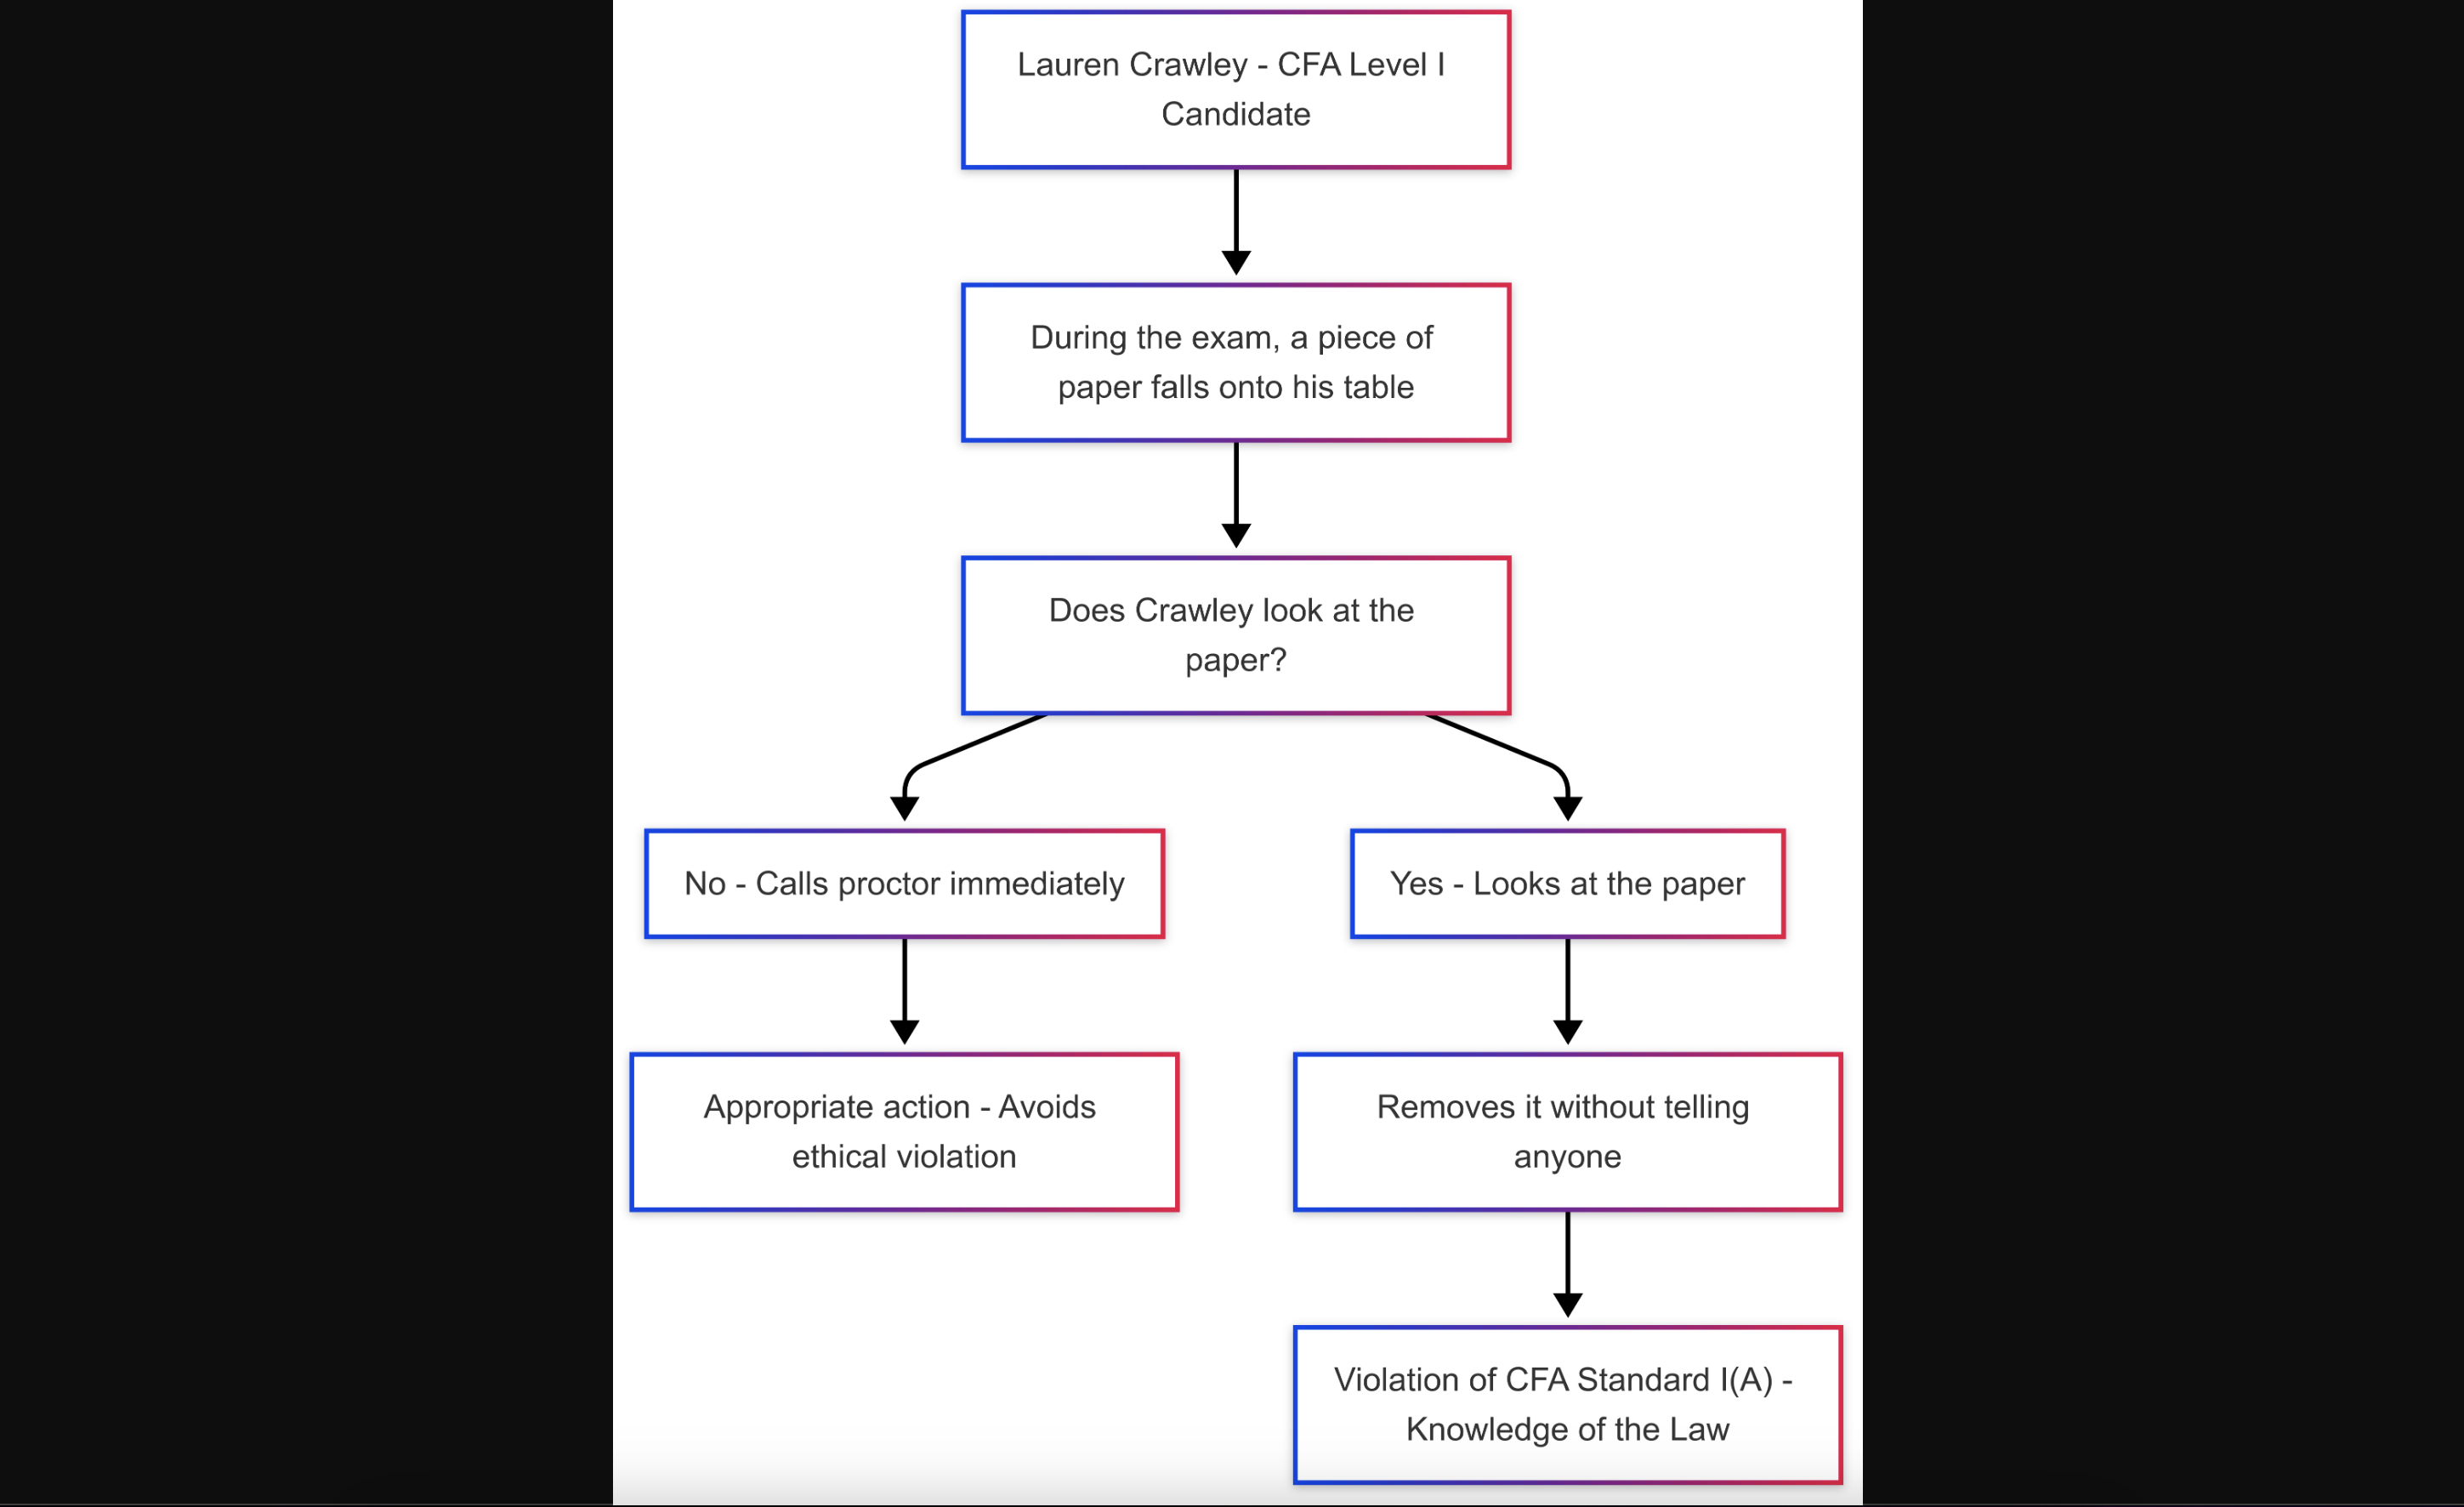 Lauren Crawley - CFA Level I
Candidate
During the exam, a piece of
paper falls onto his table
Does Crawley look at the
paper?
No - Calls proctor immediately
Yes - Looks at the paper
Appropriate action - Avoids
ethical violation
Removes it without telling
anyone
Violation of CFA Standard I(A) -
Knowledge of the Law